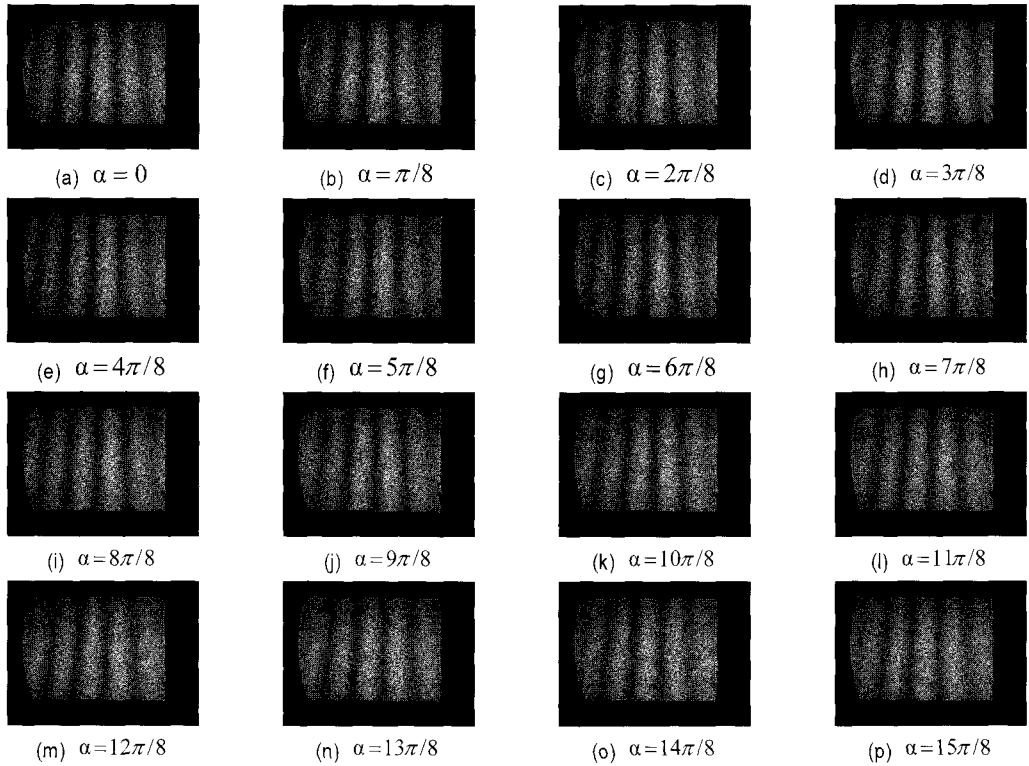 (a) α = 0
(b) α = π/8
(c) α = 2π/8
(d) α = 3π/8
(e) α = 4π/8
(f) α = 5π/8
(g) α = 6π/8
(h) α = 7π/8
(i) α = 8π/8
(j) α = 9π/8
(k) α = 10π/8
(l) α = 11π/8
(m) α = 12π/8
(n) α = 13π/8
(o) α = 14π/8
(p) α = 15π/8